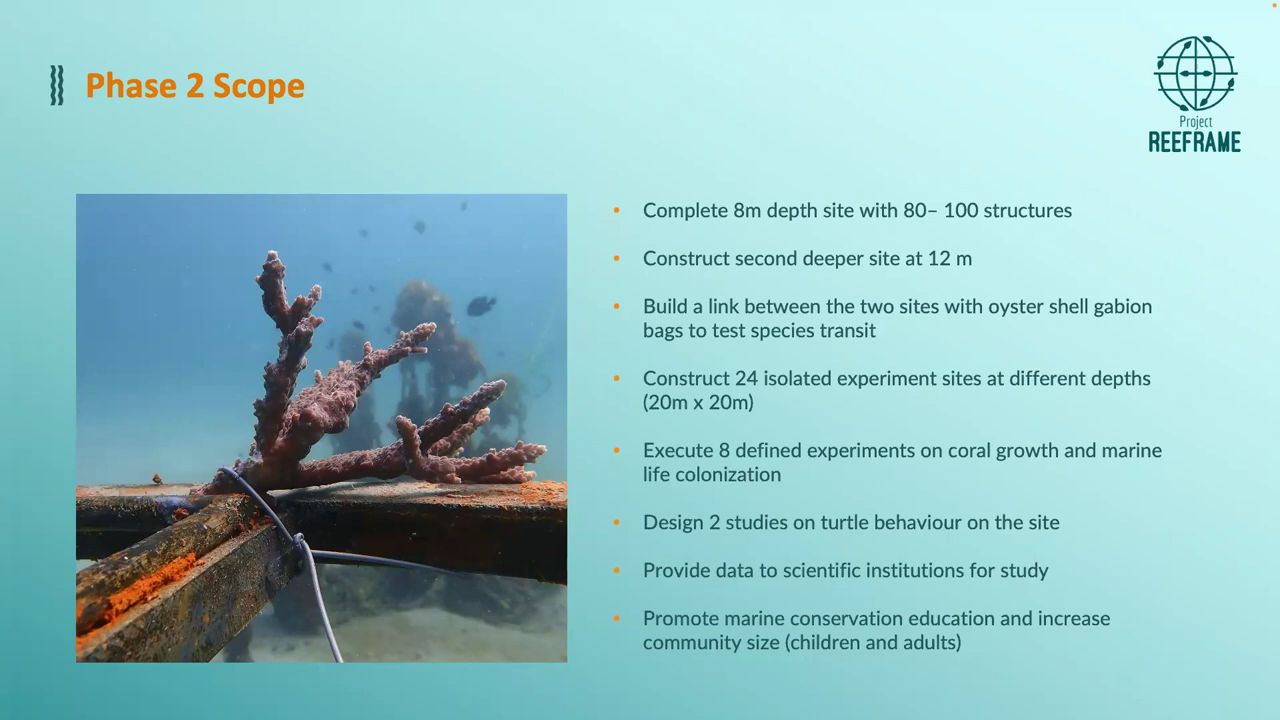 Phase 2 Scope
Project
REEFRAME
• Complete 8m depth site with 80– 100 structures
• Construct second deeper site at 12 m
• Build a link between the two sites with oyster shell gabion
bags to test species transit
• Construct 24 isolated experiment sites at different depths
(20m x 20m)
• Execute 8 defined experiments on coral growth and marine
life colonization
• Design 2 studies on turtle behaviour on the site
• Provide data to scientific institutions for study
• Promote marine conservation education and increase
community size (children and adults)